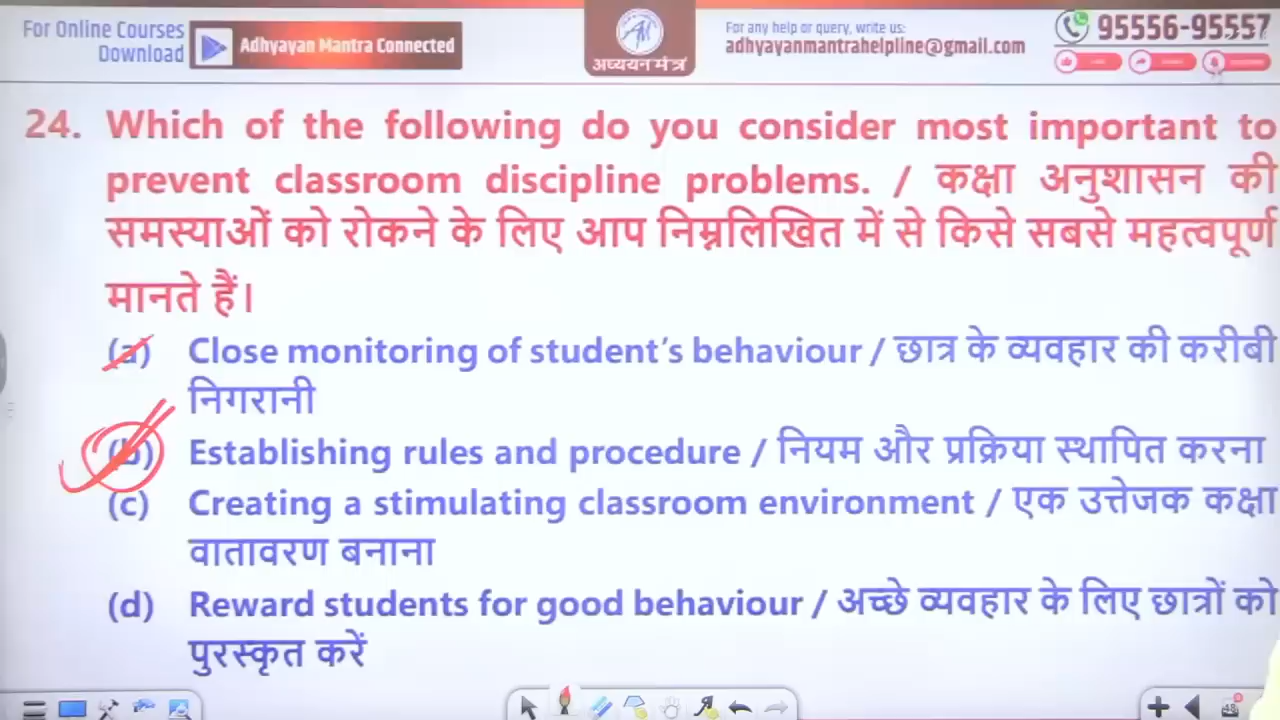 For Online Courses
Download
Adhyayan Mantra Connected
अध्ययन मंत्र
For any help or query, write us:
adhyayanmantrahelpline@gmail.com
95556-95557
24. Which of the following do you consider most important to
prevent classroom discipline problems. / कक्षा अनुशासन की
समस्याओं को रोकने के लिए आप निम्नलिखित में से किसे सबसे महत्वपूर्ण
मानते हैं।
(a) Close monitoring of student's behaviour / छात्र के व्यवहार की करीबी
निगरानी
(b) Establishing rules and procedure / नियम और प्रक्रिया स्थापित करना
(c) Creating a stimulating classroom environment / एक उत्तेजक कक्षा
वातावरण बनाना
(d) Reward students for good behaviour / अच्छे व्यवहार के लिए छात्रों को
पुरस्कृत करें